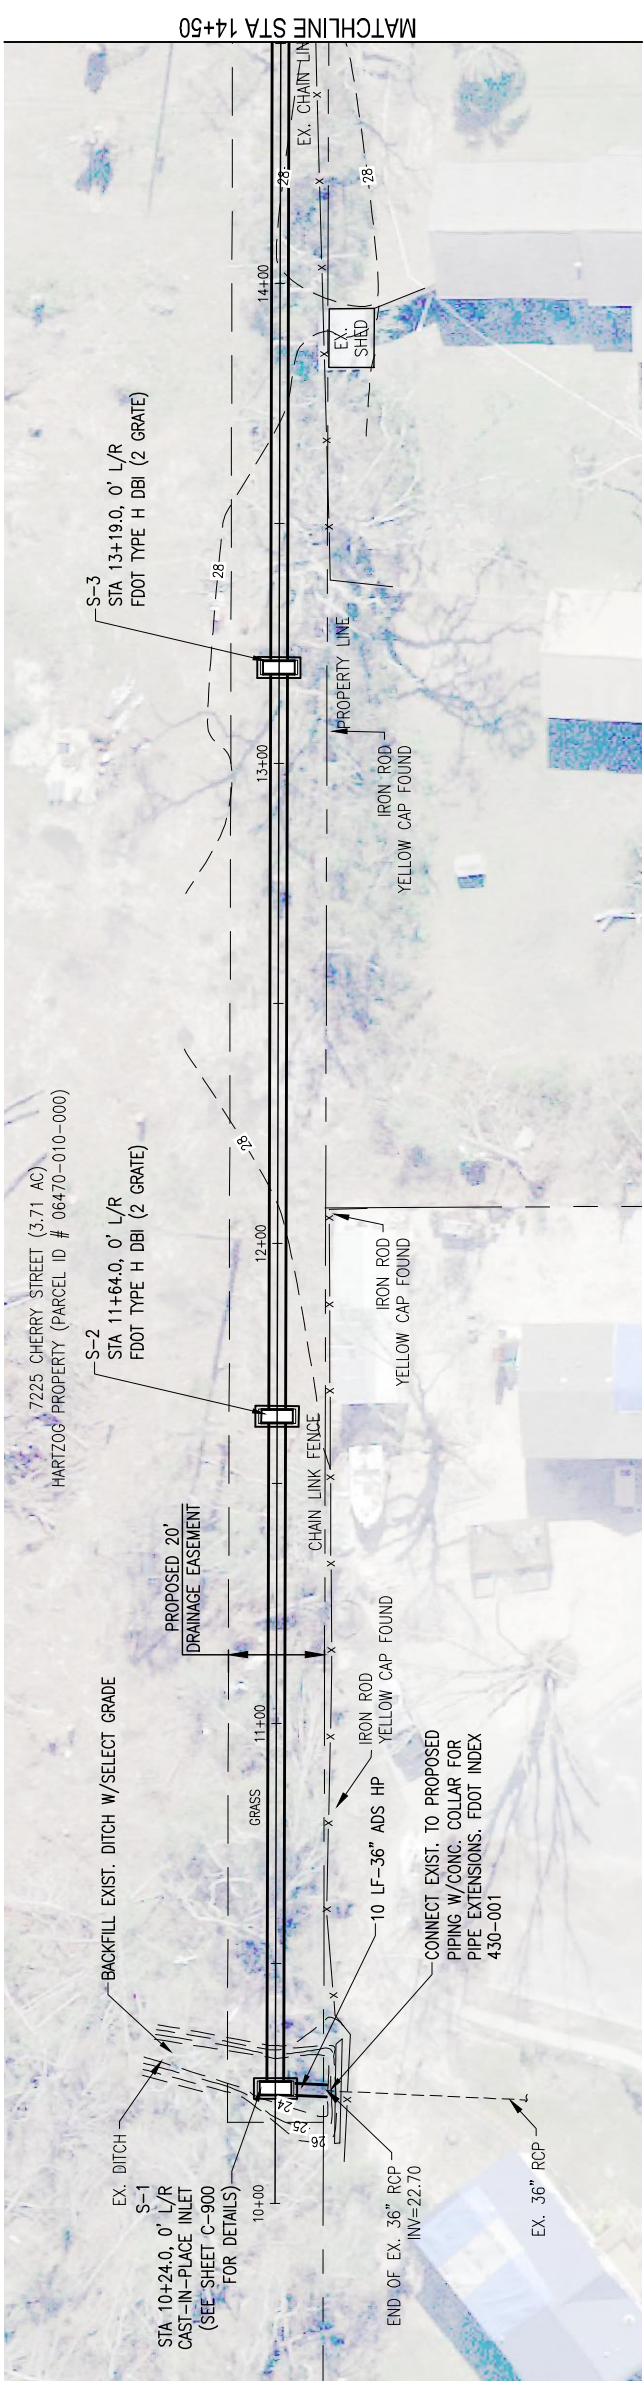 MATCHLINE STA 14+50
EX. CHAIN LIN
28
28
14+00
EX.
SHED
S-3
STA 13+19.0, 0' L/R
FDOT TYPE H DBI (2 GRATE)
28
PROPERTY LINE
13+00
IRON ROD
YELLOW CAP FOUND
7225 CHERRY STREET (3.71 AC)
HARTZOG PROPERTY (PARCEL ID # 06470-010-000)
28
S-2
STA 11+64.0, 0' L/R
FDOT TYPE H DBI (2 GRATE)
12+00
IRON ROD
YELLOW CAP FOUND
CHAIN LINK FENCE
PROPOSED 20'
DRAINAGE EASEMENT
IRON ROD
YELLOW CAP FOUND
11+00
GRASS
BACKFILL EXIST. DITCH W/SELECT GRADE
10 LF-36" ADS HP
CONNECT EXIST. TO PROPOSED
PIPING W/CONC. COLLAR FOR
PIPE EXTENSIONS. FDOT INDEX
430-001
EX. DITCH
S-1
STA 10+24.0, 0' L/R
CAST-IN-PLACE INLET
(SEE SHEET C-900
FOR DETAILS)
24
25
26
10+00
END OF EX. 36" RCP
INV=22.70
EX. 36" RCP